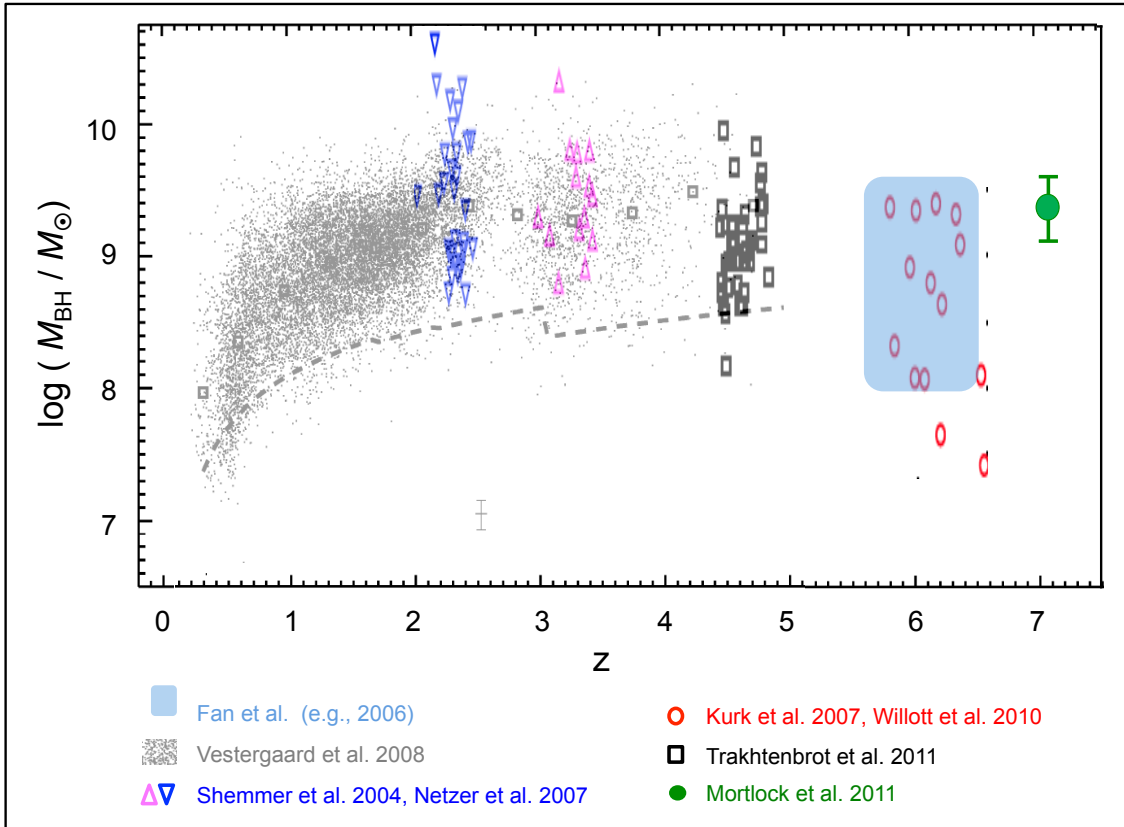 log ( M_BH / M_⊙ )
10
9
8
7
0 1 2 3 4 5 6 7
z
Fan et al. (e.g., 2006)
Vestergaard et al. 2008
Shemmer et al. 2004, Netzer et al. 2007
Kurk et al. 2007, Willott et al. 2010
Trakhtenbrot et al. 2011
Mortlock et al. 2011